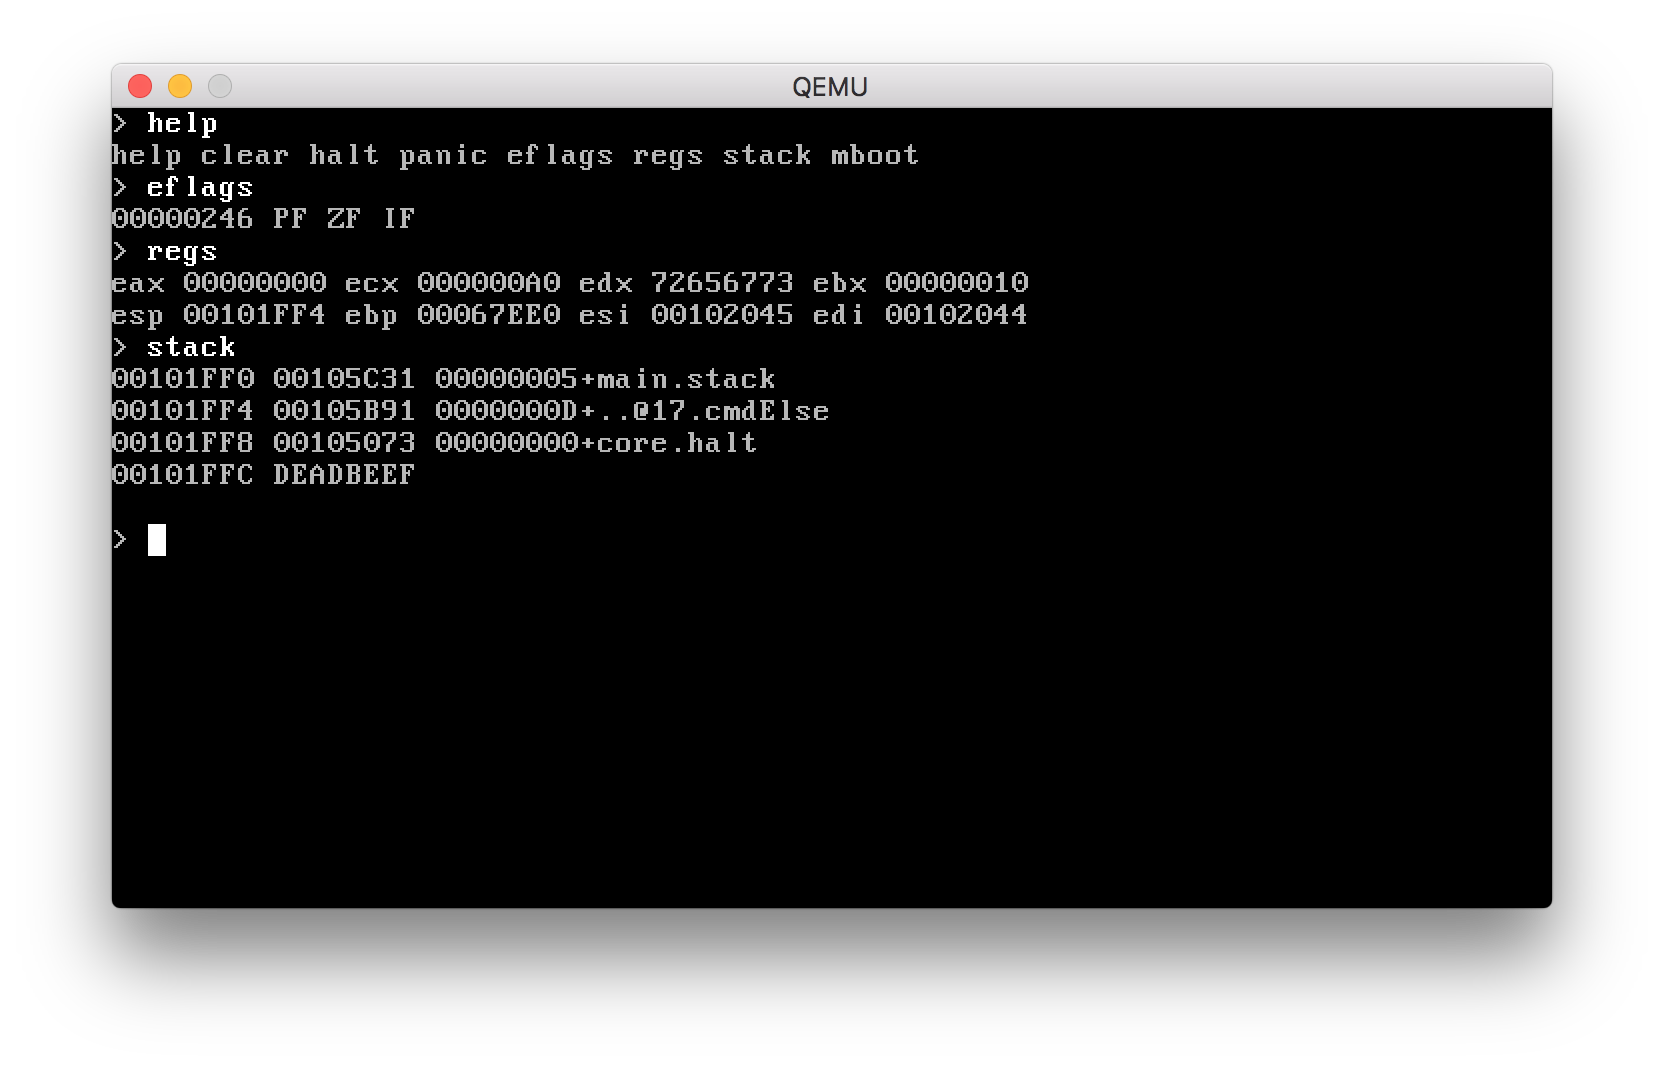 QEMU
> help
help clear halt panic eflags regs stack mboot
> eflags
00000246 PF ZF IF
> regs
eax 00000000 ecx 000000A0 edx 72656773 ebx 00000010
esp 00101FF4 ebp 00067EE0 esi 00102045 edi 00102044
> stack
00101FF0 00105C31 00000005+main.stack
00101FF4 00105B91 0000000D+..@17.cmdElse
00101FF8 00105073 00000000+core.halt
00101FFC DEADBEEF
>